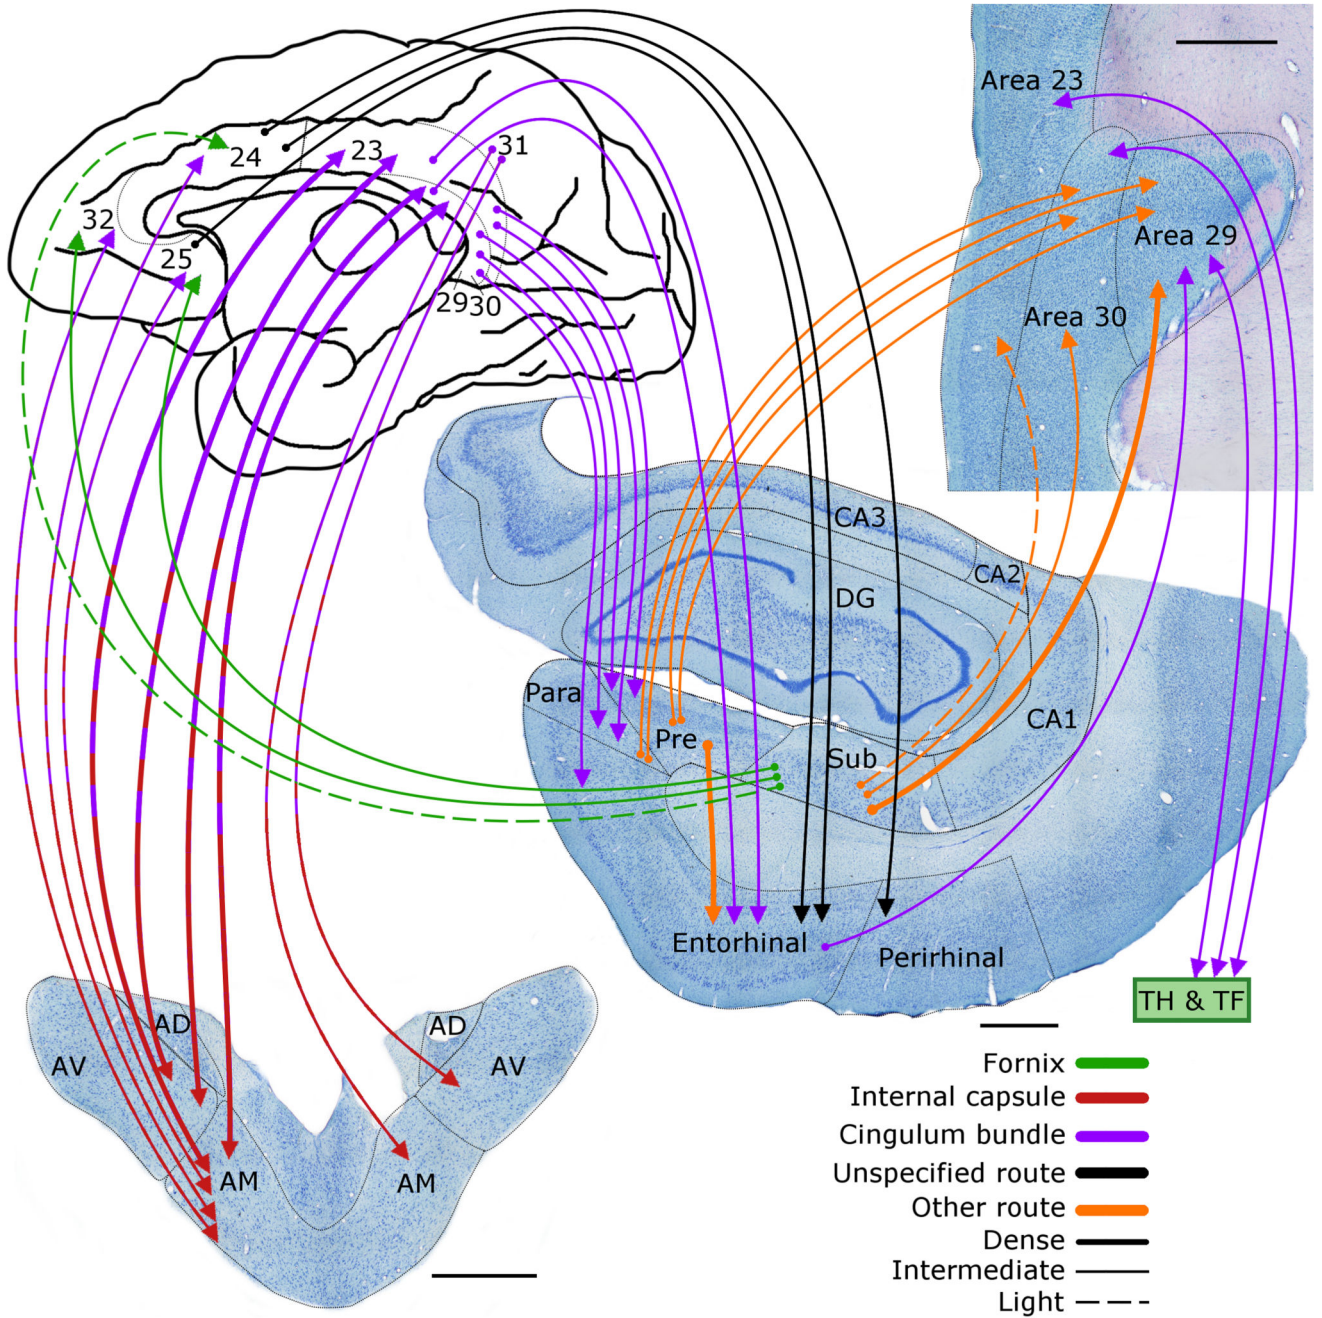 Area 23
24
23
31
32
25
29
30
Area 29
Area 30
CA3
CA2
DG
Para
CA1
Pre
Sub
Entorhinal
Perirhinal
TH & TF
AD
AD
AV
AV
AM
AM
Fornix
Internal capsule
Cingulum bundle
Unspecified route
Other route
Dense
Intermediate
Light